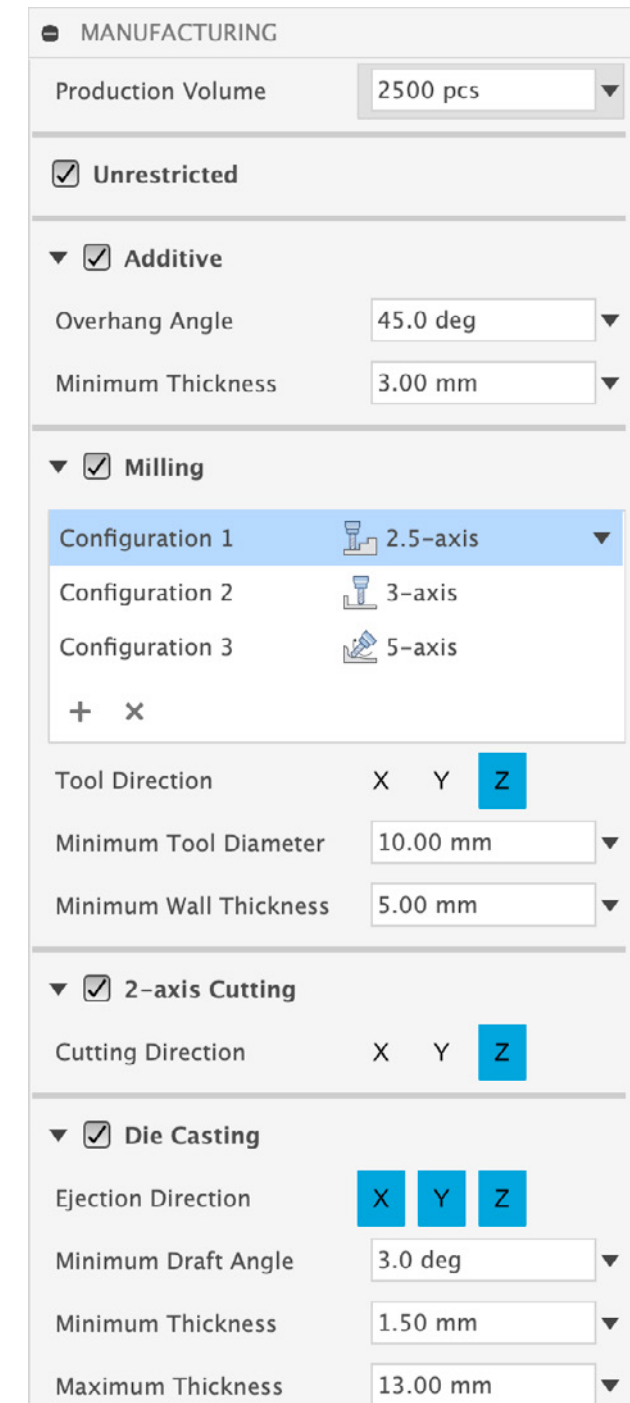 MANUFACTURING
Production Volume 2500 pcs
Unrestricted
Additive
Overhang Angle 45.0 deg
Minimum Thickness 3.00 mm
Milling
Configuration 1 2.5-axis
Configuration 2 3-axis
Configuration 3 5-axis
+ ×
Tool Direction X Y Z
Minimum Tool Diameter 10.00 mm
Minimum Wall Thickness 5.00 mm
2-axis Cutting
Cutting Direction X Y Z
Die Casting
Ejection Direction X Y Z
Minimum Draft Angle 3.0 deg
Minimum Thickness 1.50 mm
Maximum Thickness 13.00 mm